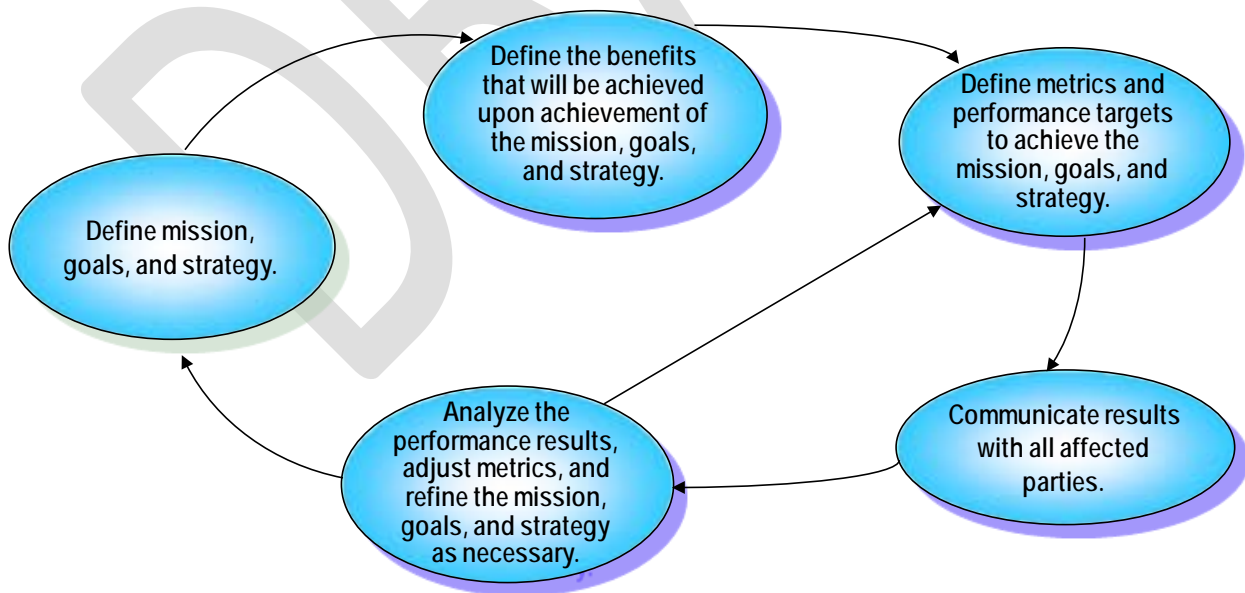 Define the benefits
that will be achieved
upon achievement of
the mission, goals,
and strategy.
Define metrics and
performance targets
to achieve the
mission, goals, and
strategy.
Define mission,
goals, and strategy.
Analyze the
performance results,
adjust metrics, and
refine the mission,
goals, and strategy
as necessary.
Communicate results
with all affected
parties.